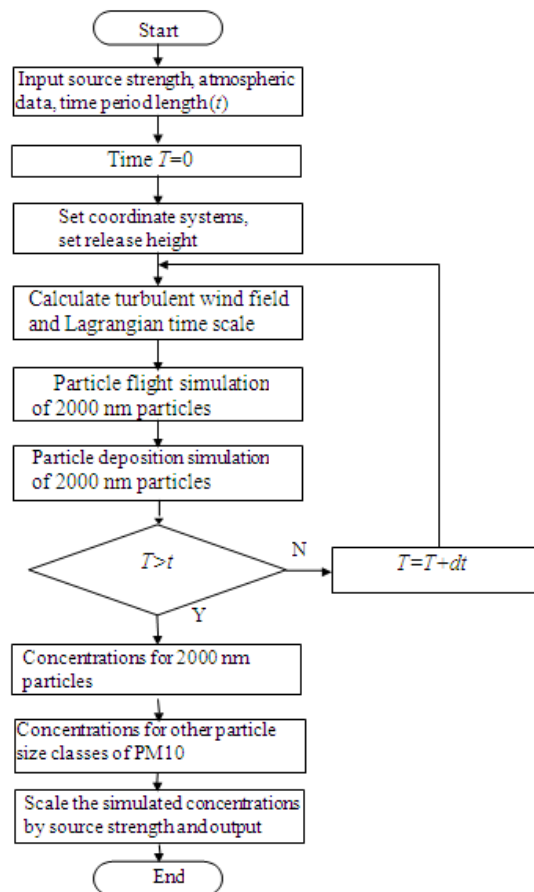 Start
Input source strength, atmospheric
data, time period length (t)
Time T=0
Set coordinate systems,
set release height
Calculate turbulent wind field
and Lagrangian time scale
Particle flight simulation
of 2000 nm particles
Particle deposition simulation
of 2000 nm particles
T>t
N
T=T+dt
Y
Concentrations for 2000 nm
particles
Concentrations for other particle
size classes of PM10
Scale the simulated concentrations
by source strength and output
End